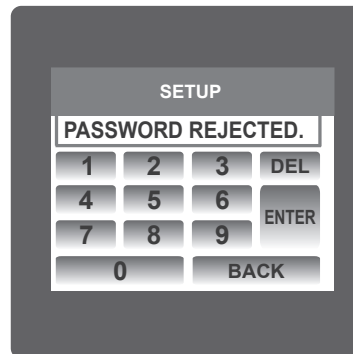 SETUP
PASSWORD REJECTED.
1 2 3 DEL
4 5 6 ENTER
7 8 9
0 BACK